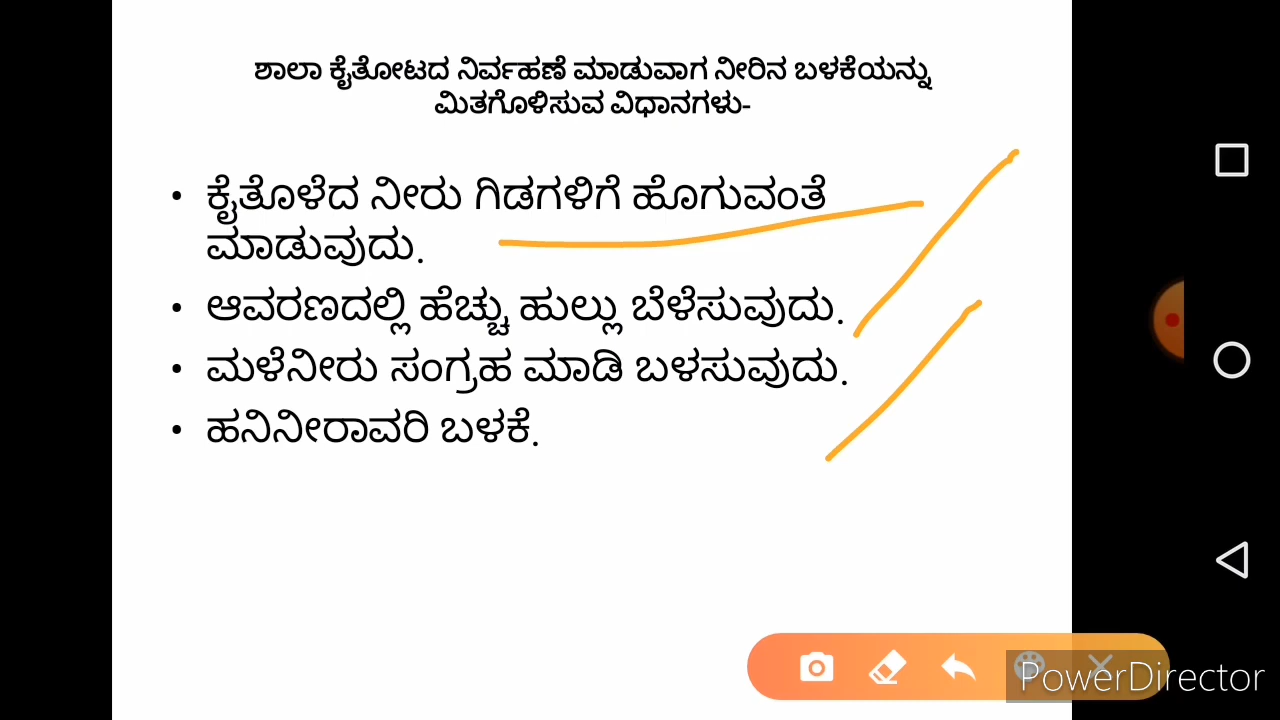 ಶಾಲಾ ಕೈತೋಟದ ನಿರ್ವಹಣೆ ಮಾಡುವಾಗ ನೀರಿನ ಬಳಕೆಯನ್ನು
ಮಿತಗೊಳಿಸುವ ವಿಧಾನಗಳು-
• ಕೈತೊಳೆದ ನೀರು ಗಿಡಗಳಿಗೆ ಹೊಗುವಂತೆ
ಮಾಡುವುದು.
• ಆವರಣದಲ್ಲಿ ಹೆಚ್ಚು ಹುಲ್ಲು ಬೆಳೆಸುವುದು.
• ಮಳೆನೀರು ಸಂಗ್ರಹ ಮಾಡಿ ಬಳಸುವುದು.
• ಹನಿನೀರಾವರಿ ಬಳಕೆ.
PowerDirector